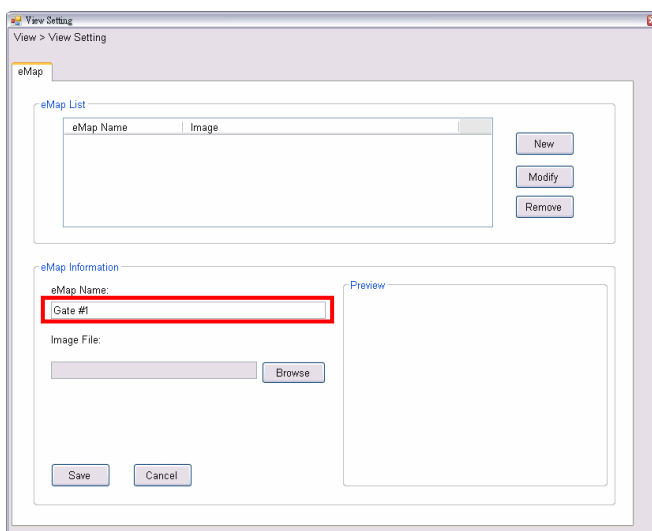 View Setting
View > View Setting
eMap
eMap List
eMap Name Image
New
Modify
Remove
eMap Information
eMap Name:
Gate #1
Image File:
Browse
Save Cancel
Preview